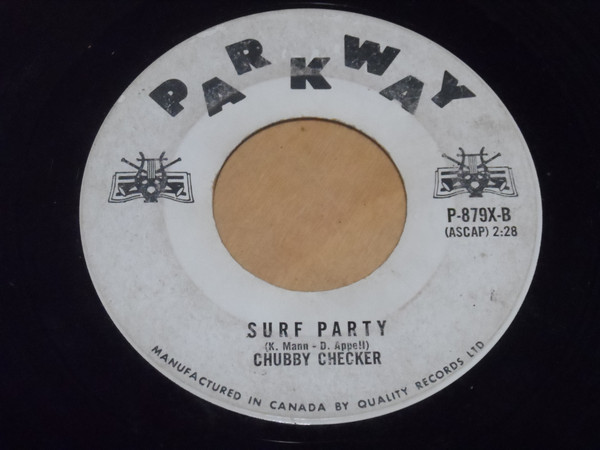 PARKWAY
P-879X-B
(ASCAP) 2:28
SURF PARTY
(K. Mann - D. Appell)
CHUBBY CHECKER
MANUFACTURED IN CANADA BY QUALITY RECORDS LTD